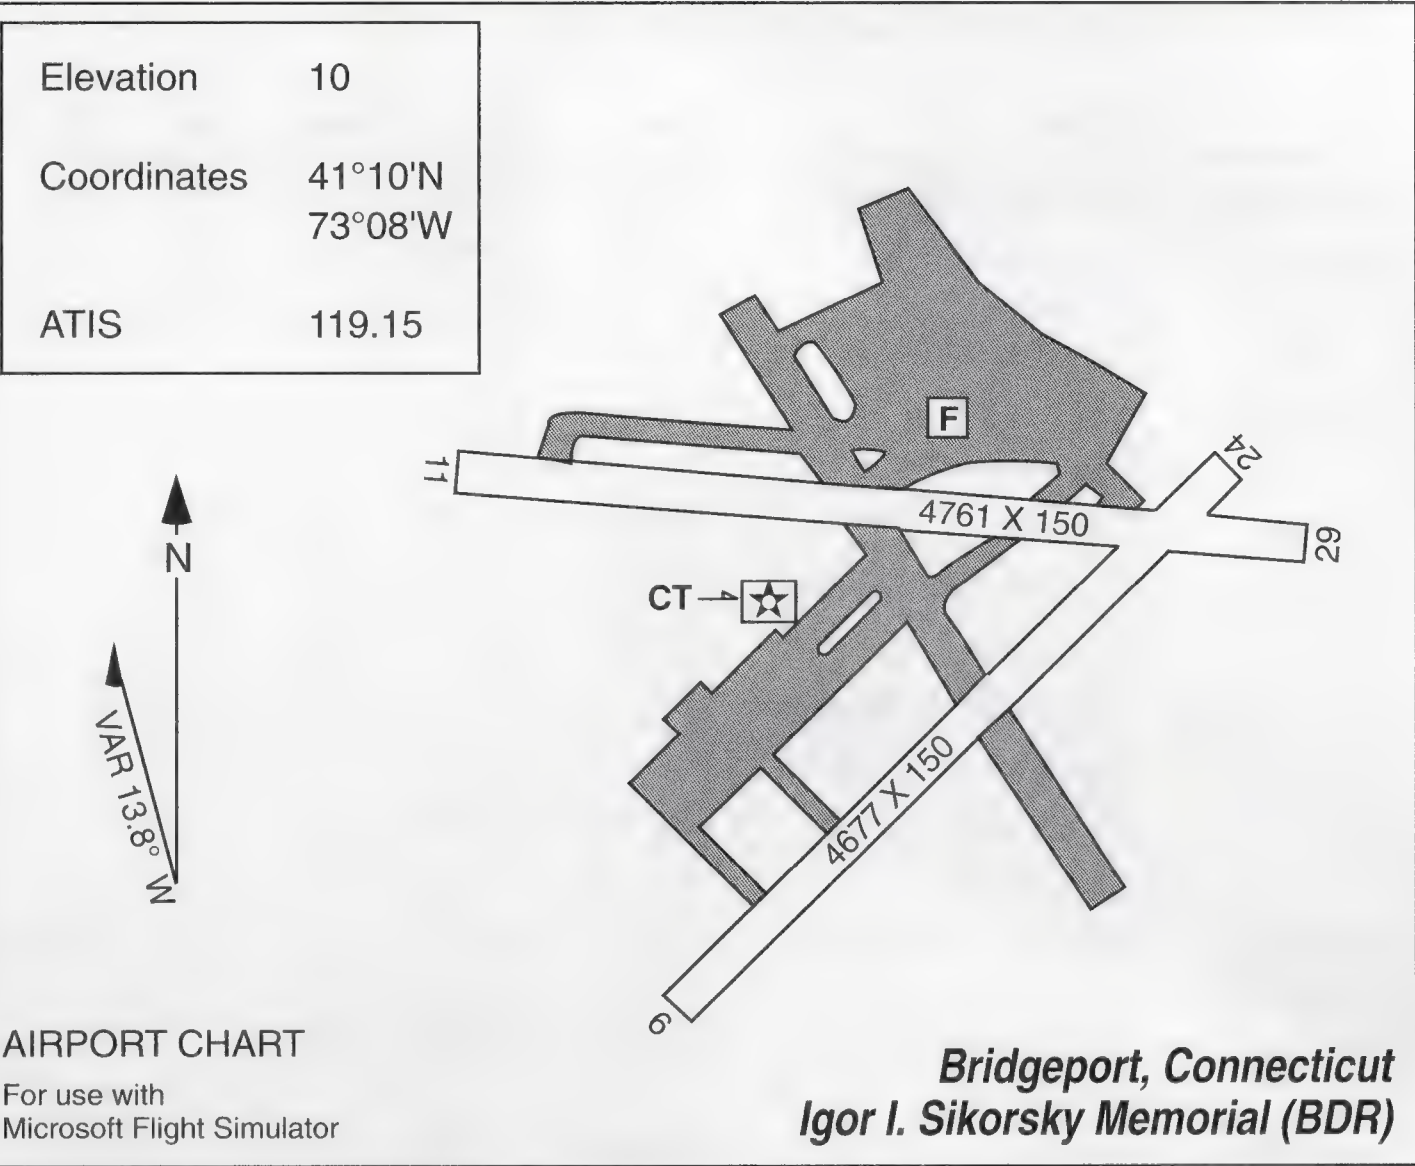 Elevation 10
Coordinates 41°10'N
73°08'W
ATIS 119.15
F
24
11
4761 X 150
29
N
CT
VAR 13.8° W
4677 X 150
6
AIRPORT CHART
For use with
Microsoft Flight Simulator
Bridgeport, Connecticut
Igor I. Sikorsky Memorial (BDR)